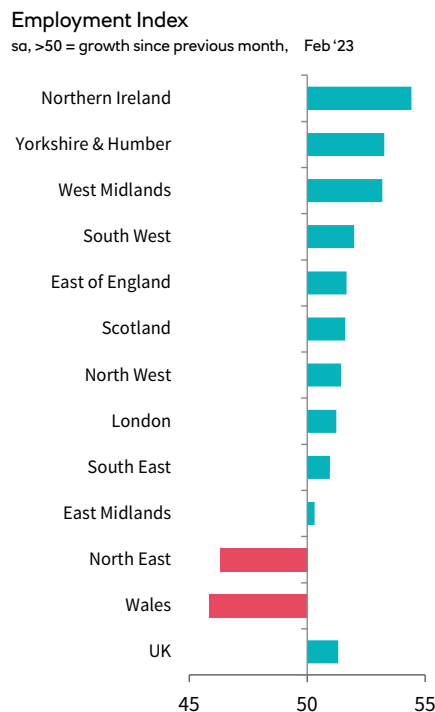 Employment Index
sa, >50 = growth since previous month, Feb ‘23
Northern Ireland
Yorkshire & Humber
West Midlands
South West
East of England
Scotland
North West
London
South East
East Midlands
North East
Wales
UK
45 50 55